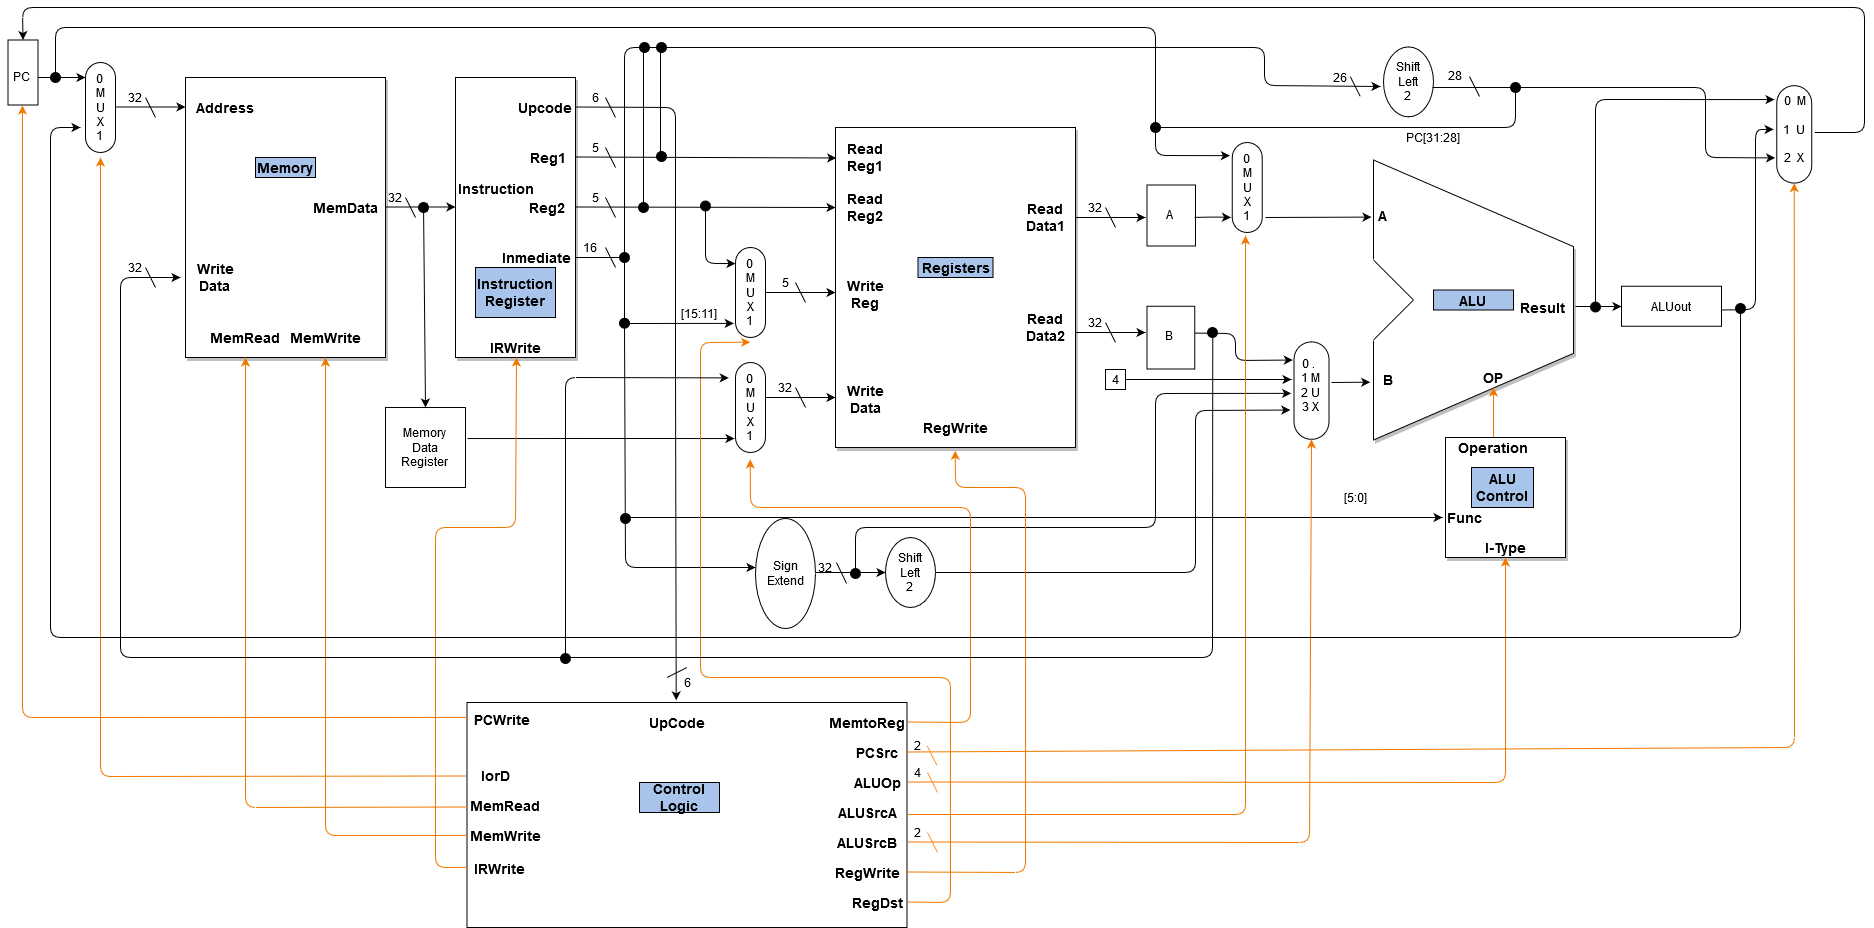 PC
0
M
U
X
1
32
Address
Memory
MemData
32
Write
Data
32
MemRead MemWrite
Upcode
6
Reg1
5
Instruction
Reg2
5
Inmediate
16
Instruction
Register
IRWrite
Memory
Data
Register
0
M
U
X
1
5
[15:11]
0
M
U
X
1
32
Read
Reg1
Read
Reg2
Write
Reg
Write
Data
Registers
Read
Data1
Read
Data2
RegWrite
32
A
32
B
4
0
M
U
X
1
0 .
1 M
2 U
3 X
26
Shift
Left
2
28
PC[31:28]
0 M
1 U
2 X
A
B
ALU
Result
OP
ALUout
Operation
ALU
Control
Func
I-Type
[5:0]
Sign
Extend
32
Shift
Left
2
6
PCWrite
UpCode
MemtoReg
PCSrc
2
IorD
ALUOp
4
MemRead
Control
Logic
ALUSrcA
MemWrite
ALUSrcB
2
IRWrite
RegWrite
RegDst